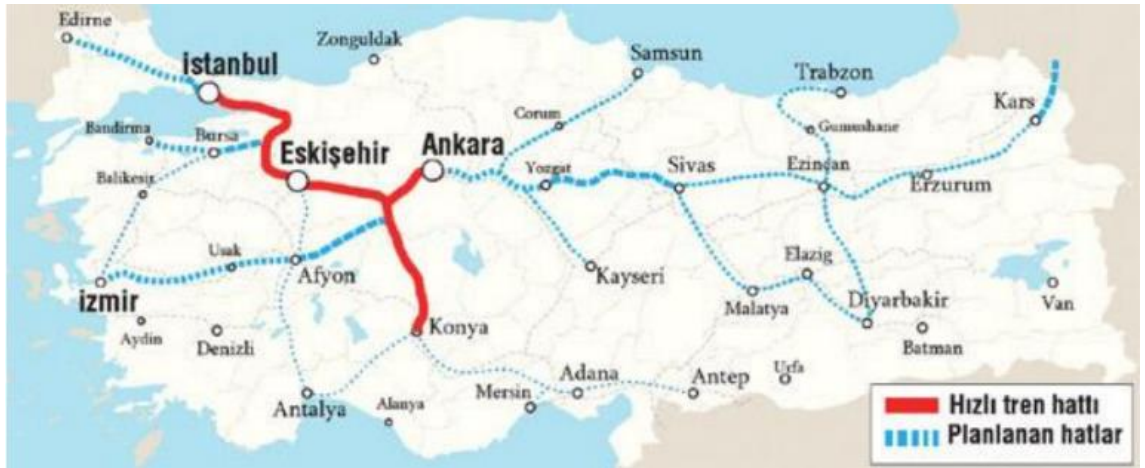 Edirne
istanbul
Zonguldak
Samsun
Trabzon
Kars
Bandirma
Bursa
Corum
Gumushane
Eskişehir
Ankara
Balikesir
Yozgat
Sivas
Ezincan
Erzurum
Usak
Afyon
Kayseri
Elazig
izmir
Malatya
Diyarbakir
Van
Aydin
Denizli
Konya
Batman
Antalya
Alanya
Mersin
Adana
Antep
Urfa
Hızlı tren hattı
Planlanan hatlar